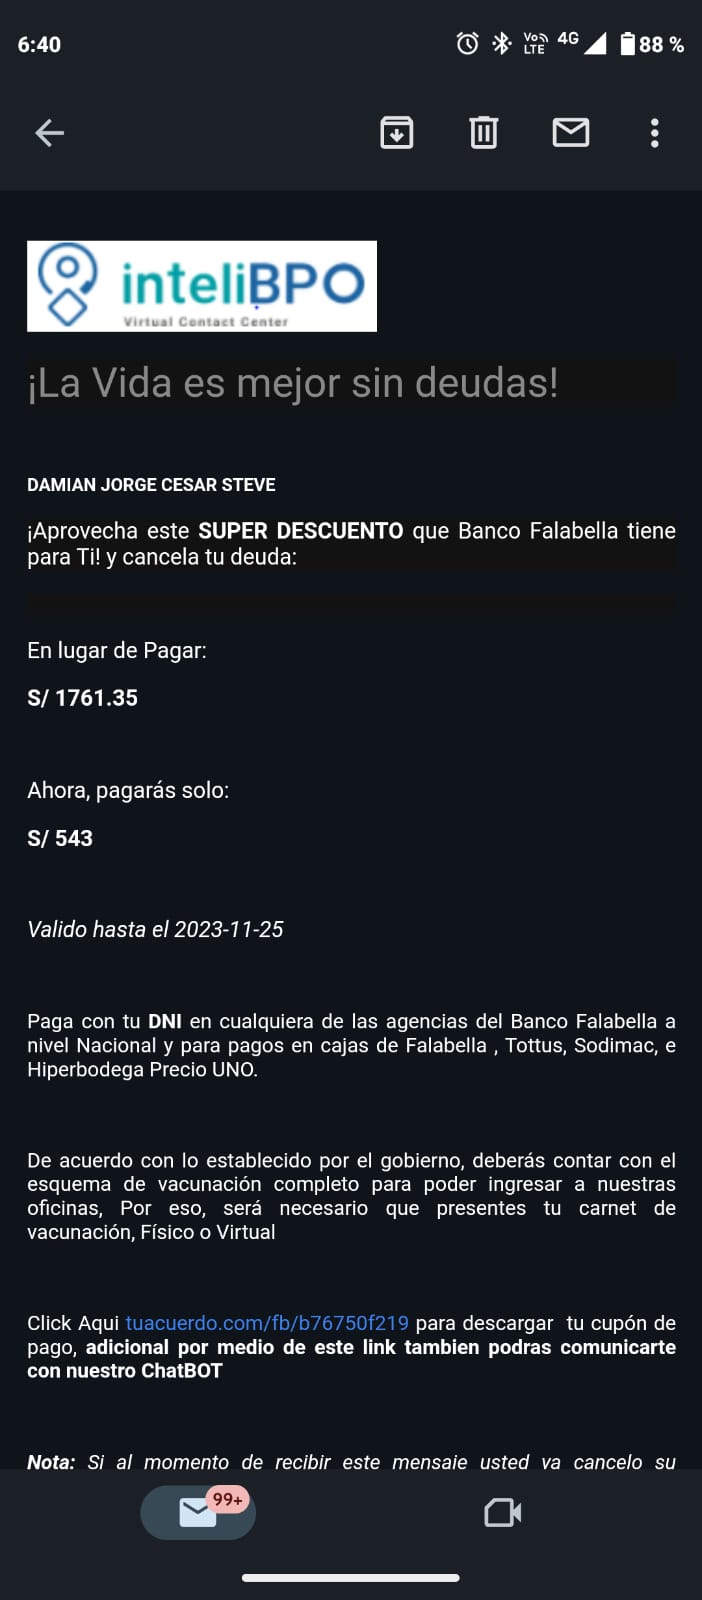 6:40
Vo))
LTE
4G
88 %
inteliBPO
Virtual Contact Center
¡La Vida es mejor sin deudas!
DAMIAN JORGE CESAR STEVE
¡Aprovecha este SUPER DESCUENTO que Banco Falabella tiene
para Ti! y cancela tu deuda:
En lugar de Pagar:
S/ 1761.35
Ahora, pagarás solo:
S/ 543
Valido hasta el 2023-11-25
Paga con tu DNI en cualquiera de las agencias del Banco Falabella a
nivel Nacional y para pagos en cajas de Falabella , Tottus, Sodimac, e
Hiperbodega Precio UNO.
De acuerdo con lo establecido por el gobierno, deberás contar con el
esquema de vacunación completo para poder ingresar a nuestras
oficinas, Por eso, será necesario que presentes tu carnet de
vacunación, Físico o Virtual
Click Aqui tuacuerdo.com/fb/b76750f219 para descargar tu cupón de
pago, adicional por medio de este link tambien podras comunicarte
con nuestro ChatBOT
Nota: Si al momento de recibir este mensaje usted ya cancelo su
99+